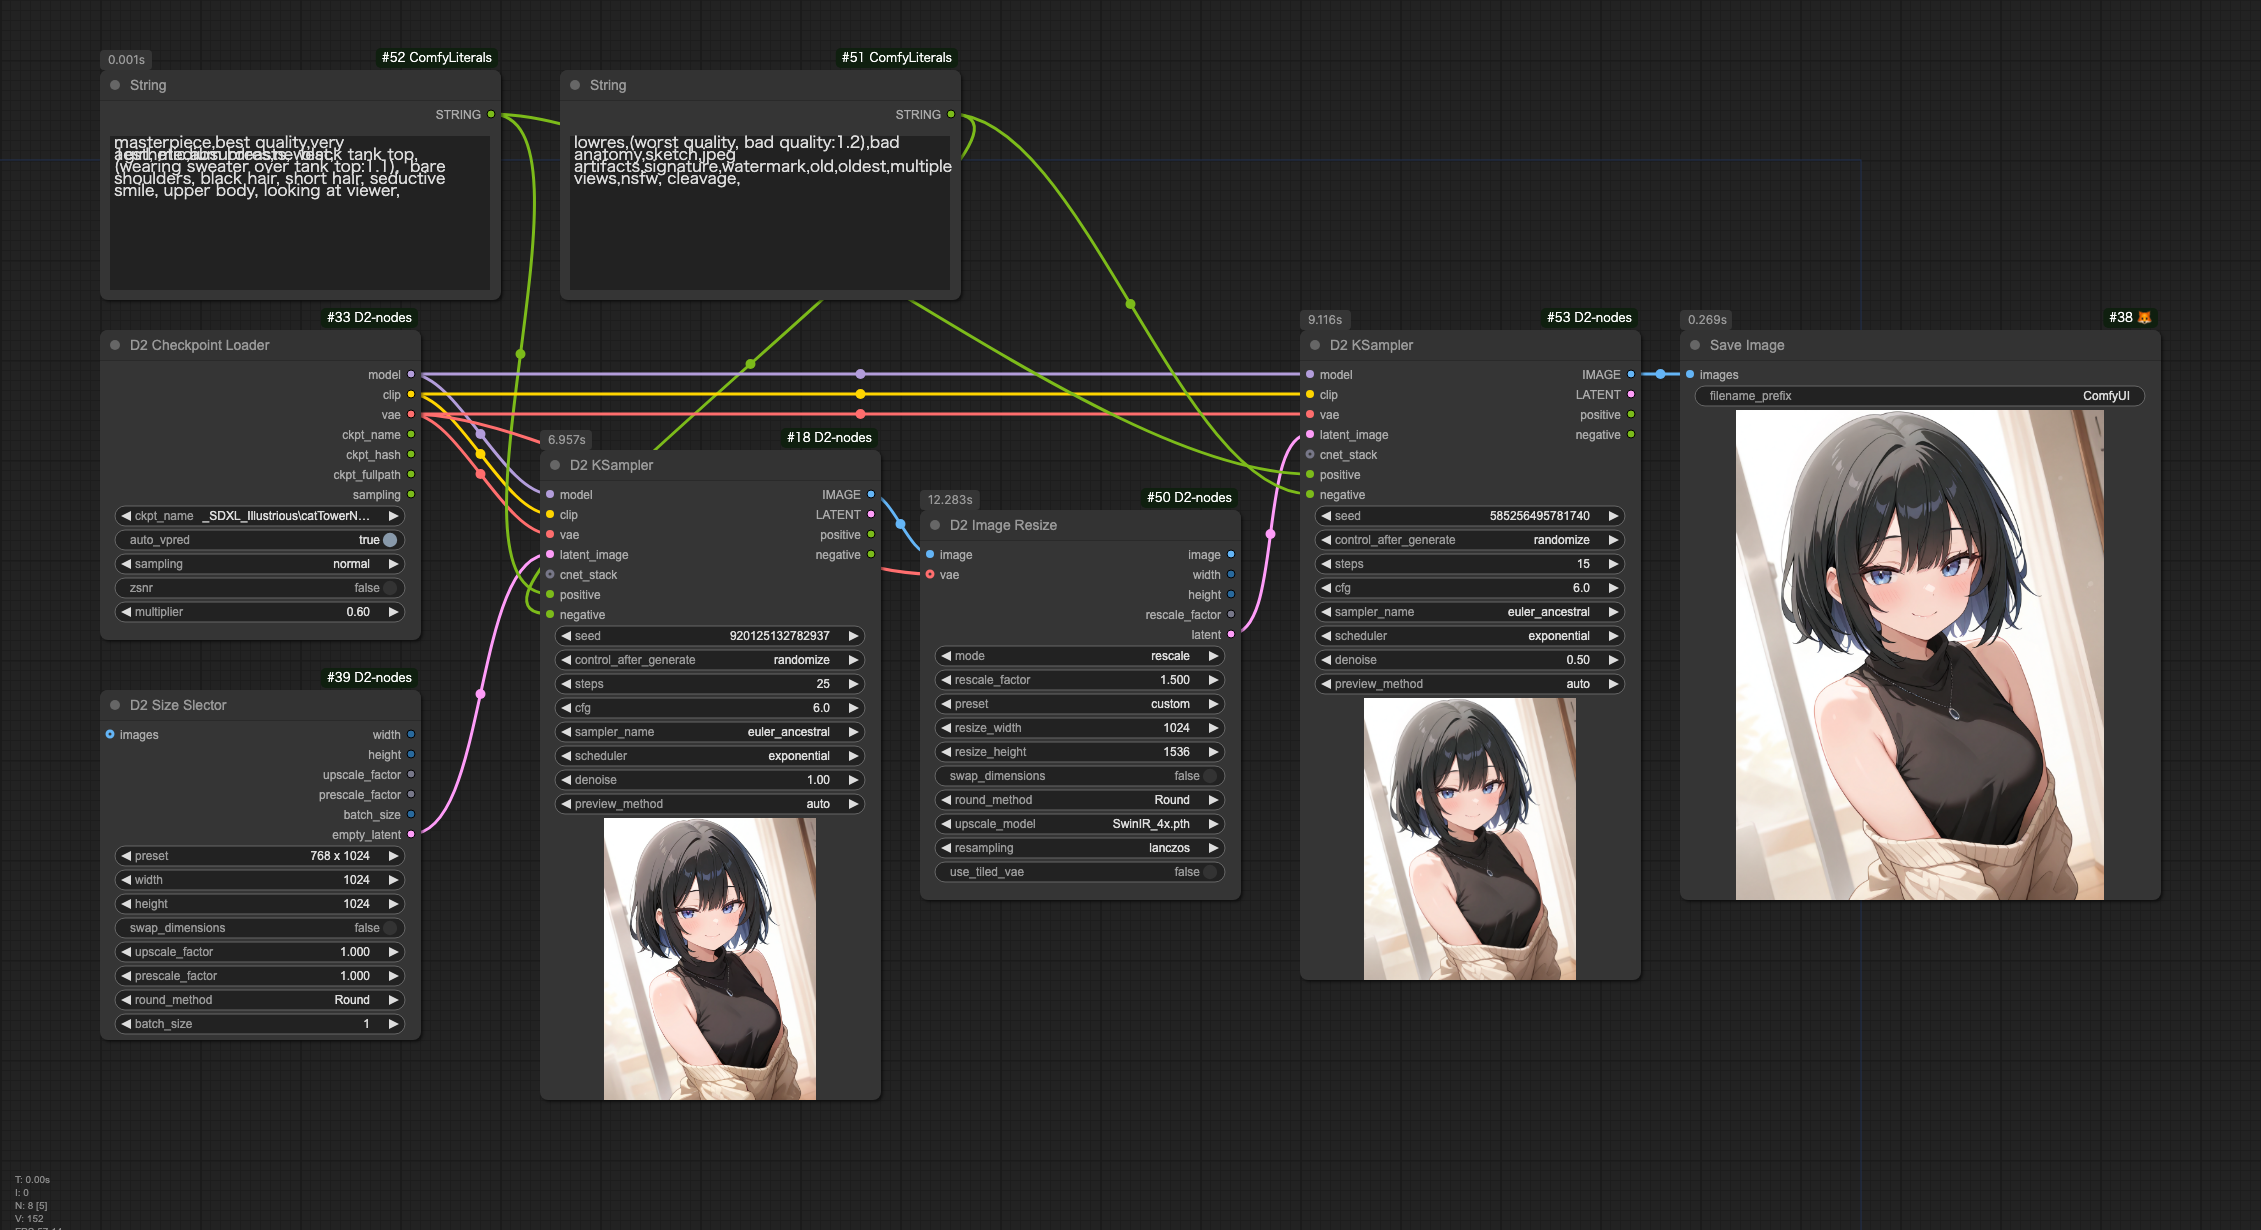 0.001s
#52 ComfyLiterals
String
STRING
masterpiece,best quality,very
black tank top,
(wearing sweater over tank top:1.1), bare
shoulders, black hair, short hair, seductive
smile, upper body, looking at viewer,
#51 ComfyLiterals
String
STRING
lowres,(worst quality, bad quality:1.2),bad
anatomy,sketch,jpeg
artifacts,signature,watermark,old,oldest,multiple
views,nsfw, cleavage,
#33 D2-nodes
D2 Checkpoint Loader
model
clip
vae
ckpt_name
ckpt_hash
ckpt_fullpath
sampling
ckpt_name _SDXL_Illustrious\catTowerN…
auto_vpred true
sampling normal
zsnr false
multiplier 0.60
#39 D2-nodes
D2 Size Slector
images width
height
upscale_factor
prescale_factor
batch_size
empty_latent
preset 768 x 1024
width 1024
height 1024
swap_dimensions false
upscale_factor 1.000
prescale_factor 1.000
round_method Round
batch_size 1
6.957s
#18 D2-nodes
D2 KSampler
model IMAGE
clip LATENT
vae positive
latent_image negative
cnet_stack
positive
negative
seed 920125132782937
control_after_generate randomize
steps 25
cfg 6.0
sampler_name euler_ancestral
scheduler exponential
denoise 1.00
preview_method auto
12.283s
#50 D2-nodes
D2 Image Resize
image image
vae width
height
rescale_factor
latent
mode rescale
rescale_factor 1.500
preset custom
resize_width 1024
resize_height 1536
swap_dimensions false
round_method Round
upscale_model SwinIR_4x.pth
resampling lanczos
use_tiled_vae false
9.116s
#53 D2-nodes
D2 KSampler
model IMAGE
clip LATENT
vae positive
latent_image negative
cnet_stack
positive
negative
seed 585256495781740
control_after_generate randomize
steps 15
cfg 6.0
sampler_name euler_ancestral
scheduler exponential
denoise 0.50
preview_method auto
0.269s
#38 🦊
Save Image
images
filename_prefix ComfyUI
T: 0.00s
I: 0
N: 8 [5]
V: 152